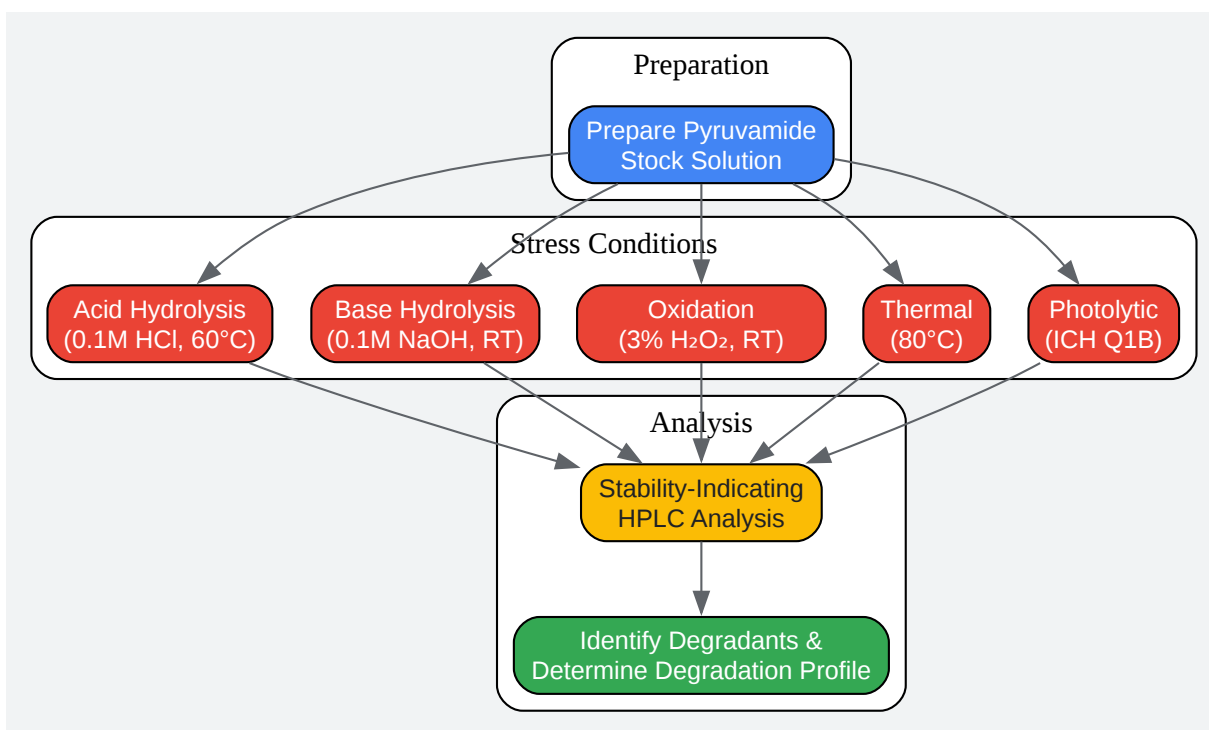 Preparation
Prepare Pyruvamide
Stock Solution
Stress Conditions
Acid Hydrolysis
(0.1M HCl, 60°C)
Base Hydrolysis
(0.1M NaOH, RT)
Oxidation
(3% H₂O₂, RT)
Thermal
(80°C)
Photolytic
(ICH Q1B)
Analysis
Stability-Indicating
HPLC Analysis
Identify Degradants &
Determine Degradation Profile